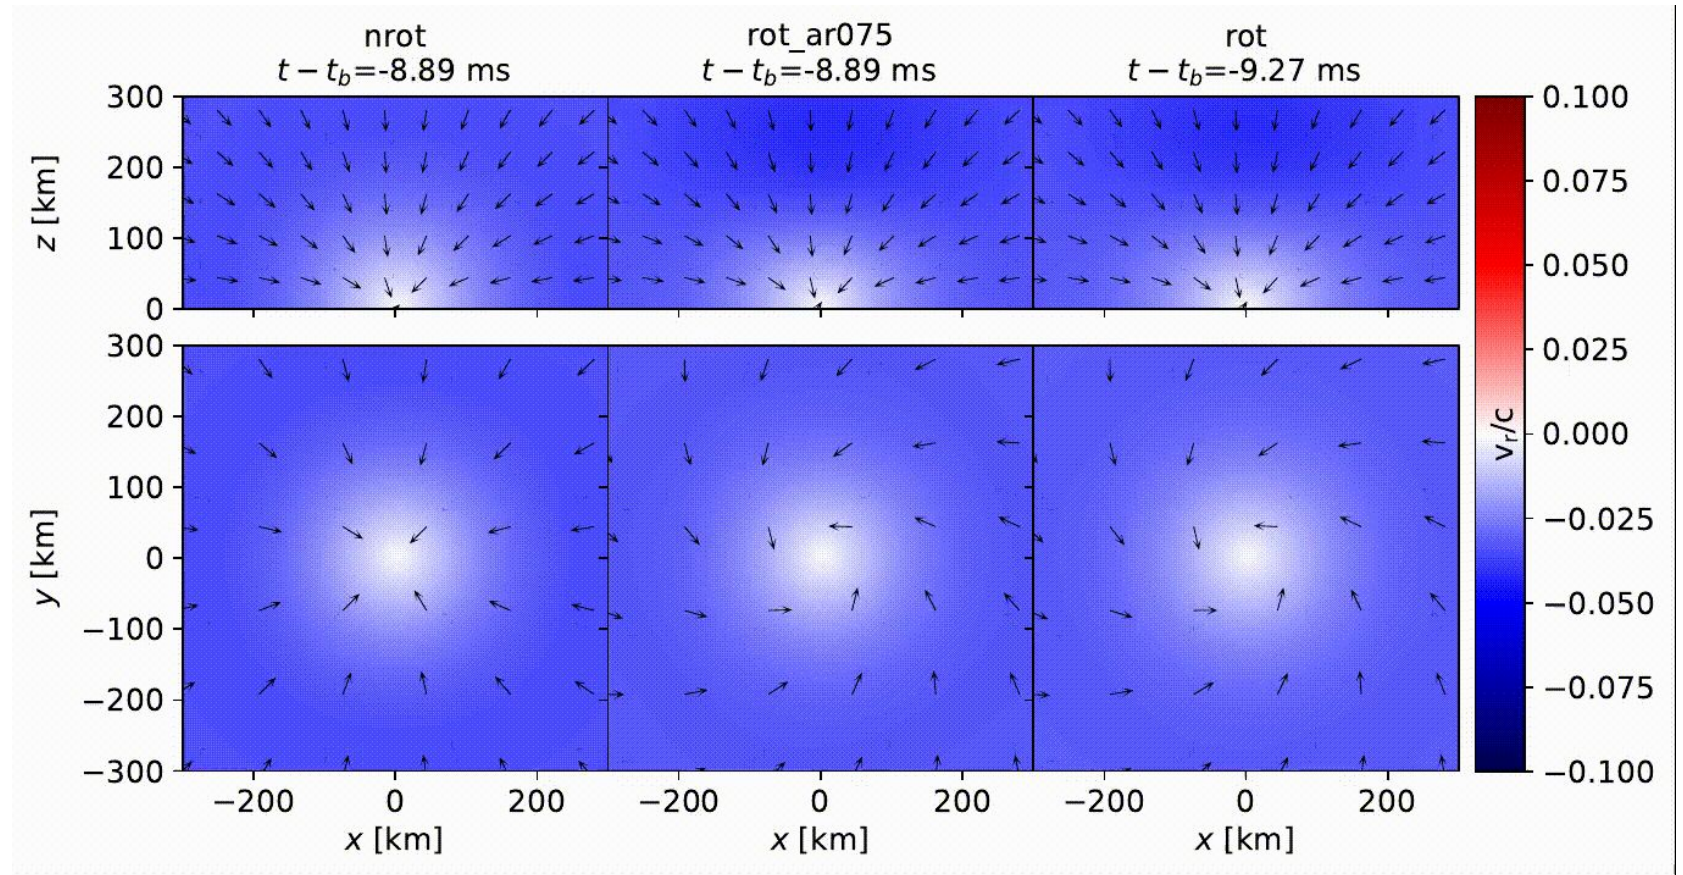 nrot
t − t_b=-8.89 ms
rot_ar075
t − t_b=-8.89 ms
rot
t − t_b=-9.27 ms
300
200
100
0
z [km]
300
200
100
0
−100
−200
−300
y [km]
−200 0 200
x [km]
−200 0 200
x [km]
−200 0 200
x [km]
0.100
0.075
0.050
0.025
0.000
−0.025
−0.050
−0.075
−0.100
v_r/c